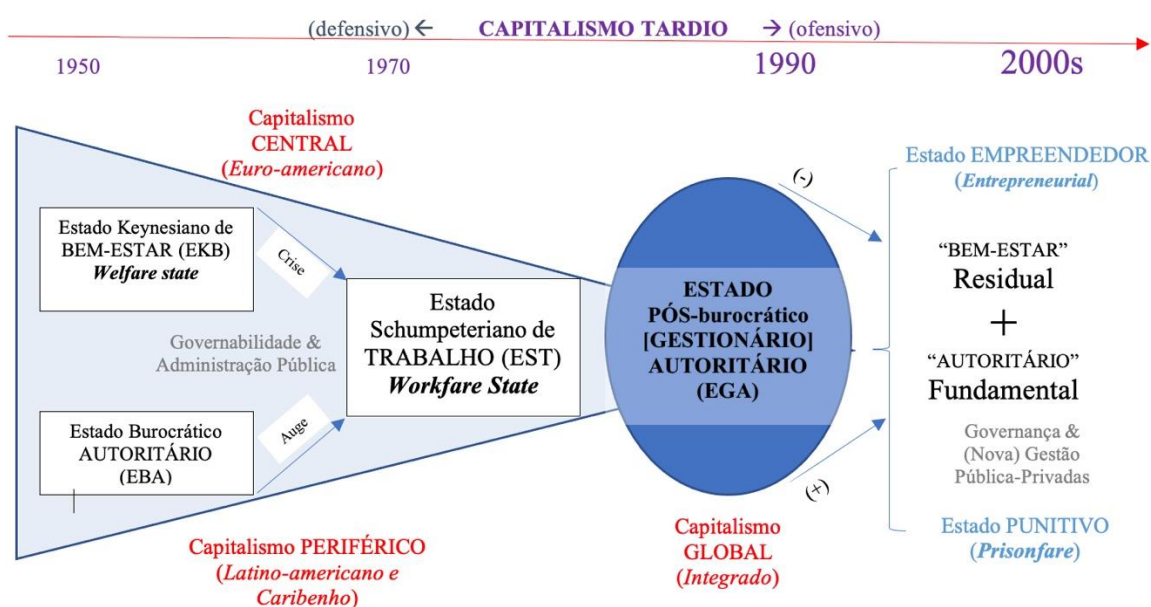 (defensivo) ← CAPITALISMO TARDIO → (ofensivo)
1950 1970 1990 2000s
Capitalismo
CENTRAL
(Euro-americano)
Estado Keynesiano de
BEM-ESTAR (EKB)
Welfare state
Crise
Governabilidade &
Administração Pública
Estado
Schumpeteriano de
TRABALHO (EST)
Workfare State
Estado Burocrático
AUTORITÁRIO
(EBA)
Auge
Capitalismo PERIFÉRICO
(Latino-americano e
Caribenho)
ESTADO
PÓS-burocrático
[GESTIONÁRIO]
AUTORITÁRIO
(EGA)
Capitalismo
GLOBAL
(Integrado)
(-)
(+)
Estado EMPREENDEDOR
(Entrepreneurial)
“BEM-ESTAR”
Residual
+
“AUTORITÁRIO”
Fundamental
Governança &
(Nova) Gestão
Pública-Privadas
Estado PUNITIVO
(Prisonfare)